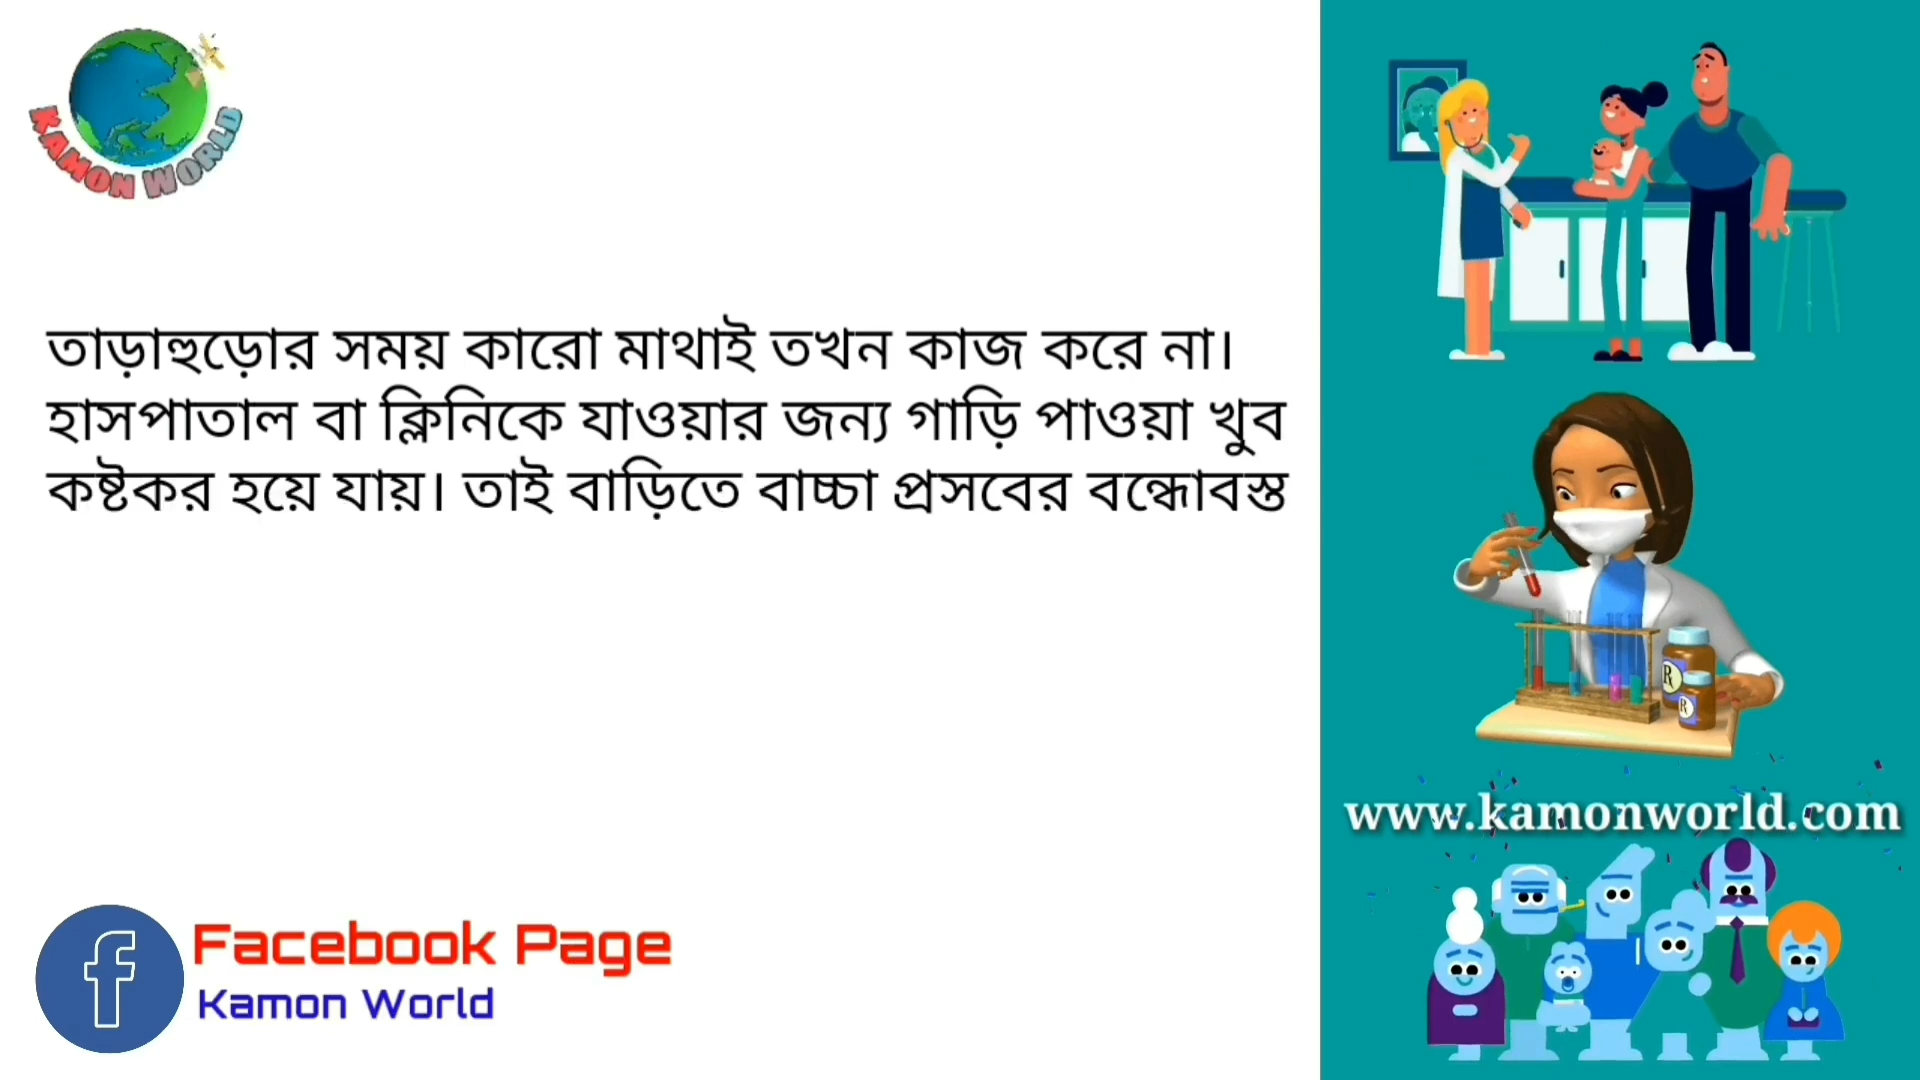 KAMON WORLD
তাড়াহুড়োর সময় কারো মাথাই তখন কাজ করে না।
হাসপাতাল বা ক্লিনিকে যাওয়ার জন্য গাড়ি পাওয়া খুব
কষ্টকর হয়ে যায়। তাই বাড়িতে বাচ্চা প্রসবের বন্ধোবস্ত
Facebook Page
Kamon World
R
R
www.kamonworld.com